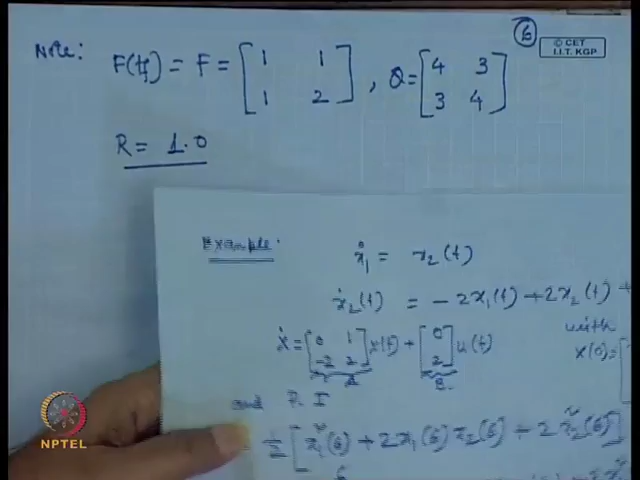 6
© CET
I.I.T. KGP
Note: F(tf) = F = [1 1; 1 2], Q = [4 3; 3 4]
R = 1.0
Example:
ẋ1 = x2(t)
ẋ2(t) = -2x1(t) + 2x2(t) +
with
ẋ = [0 1; -2 2] x(t) + [0; 2] u(t)
x(0) = [
A B
and P. I
1/2 [x1²(6) + 2x1(6) x2(6) + 2 x2²(6)]
NPTEL